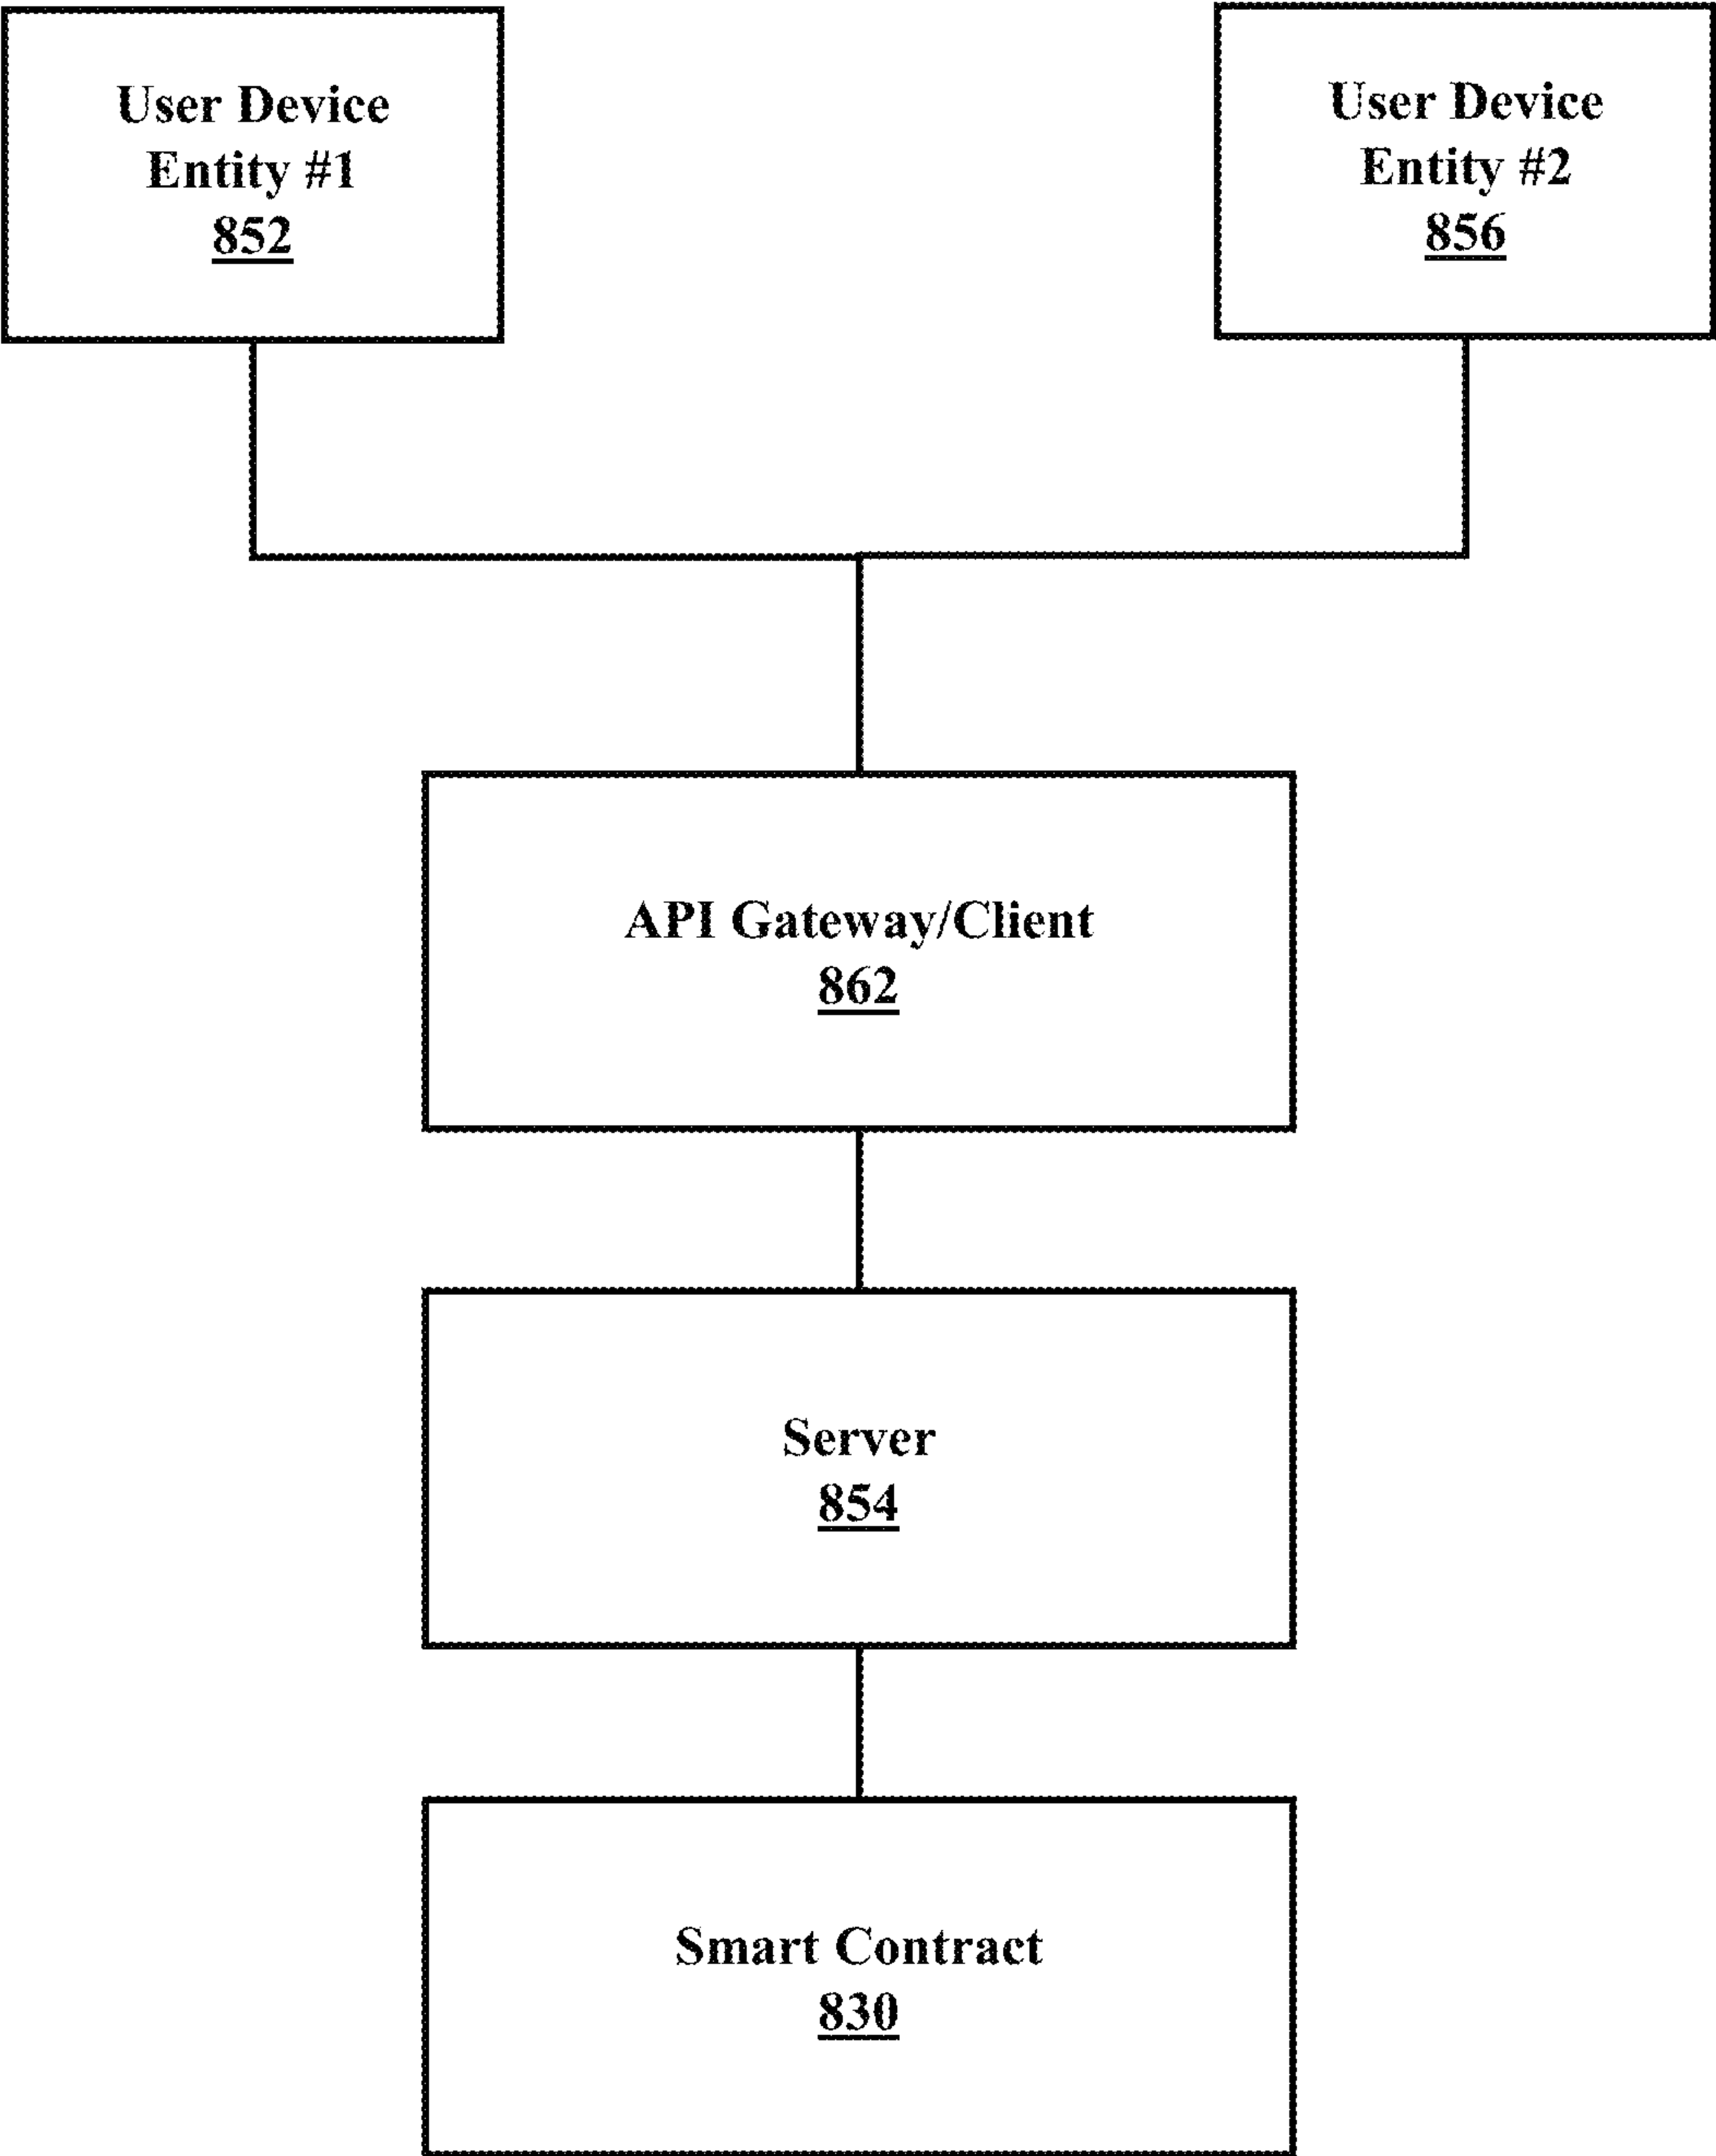 User Device
Entity #1
852
User Device
Entity #2
856
API Gateway/Client
862
Server
854
Smart Contract
830